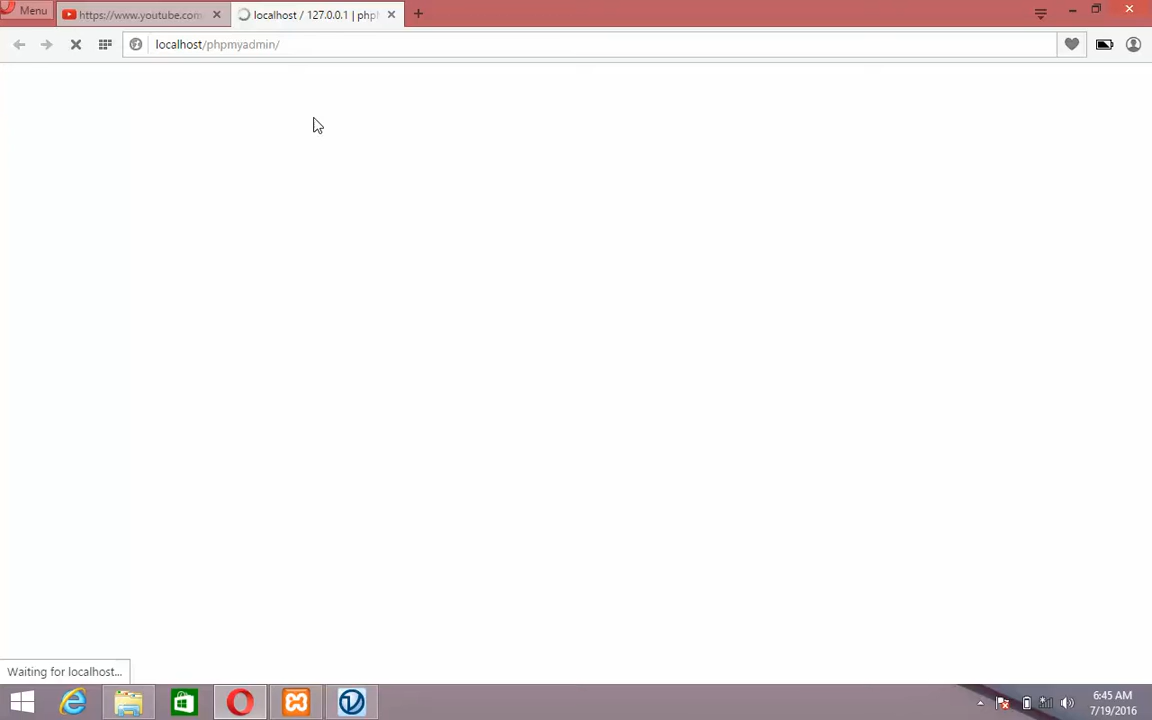 Menu
https://www.youtube.com
localhost / 127.0.0.1 | php
localhost/phpmyadmin/
Waiting for localhost...
6:45 AM
7/19/2016